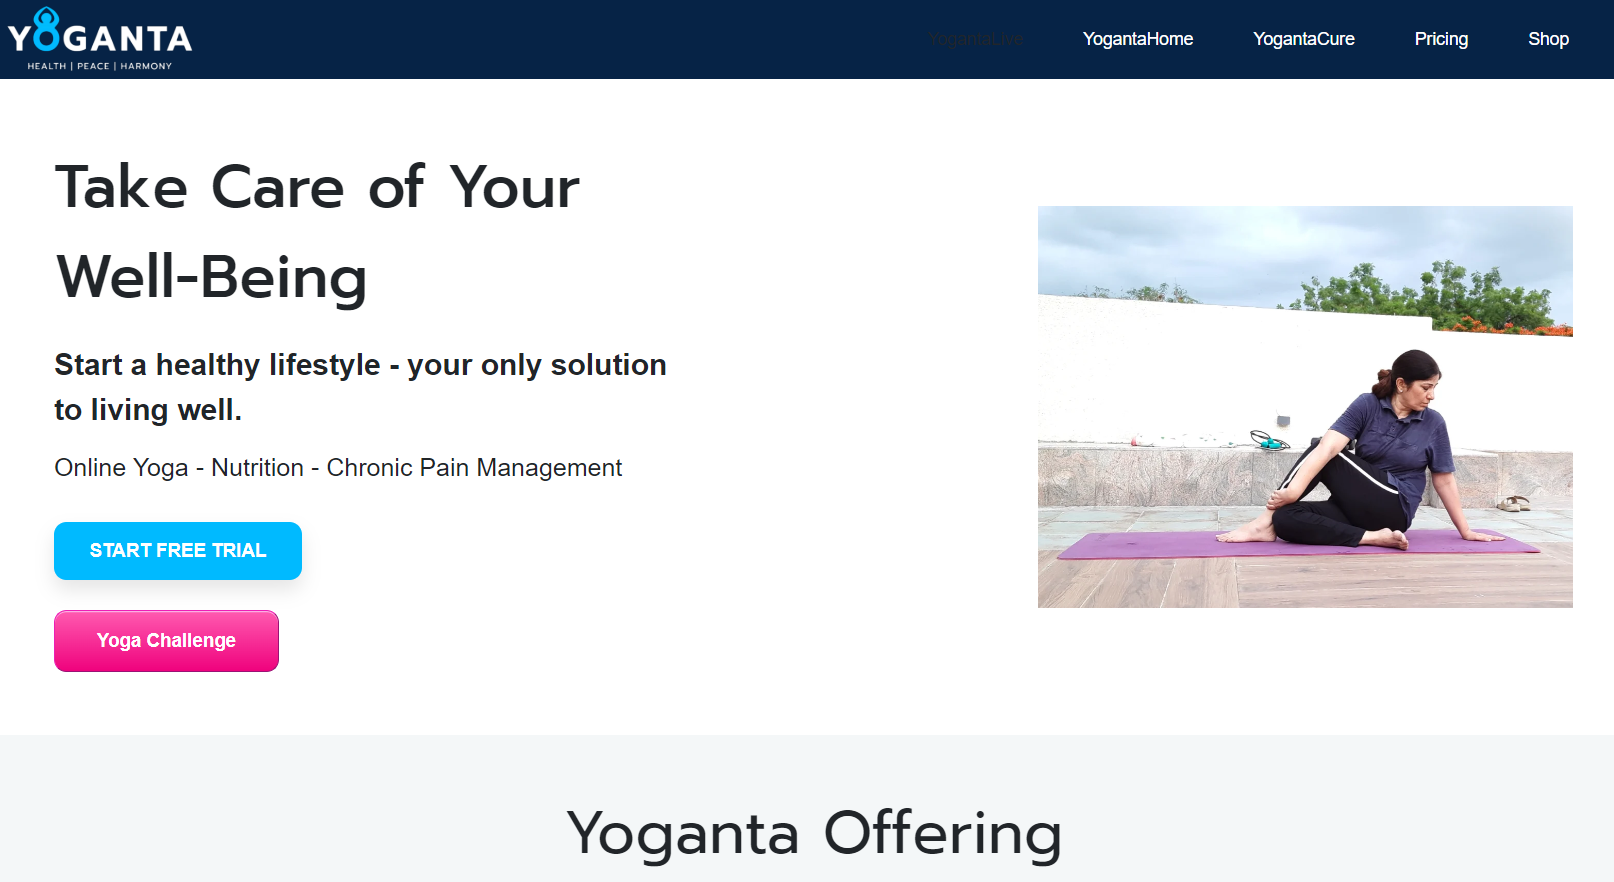 YOGANTA
HEALTH | PEACE | HARMONY
YogantaLive
YogantaHome
YogantaCure
Pricing
Shop
Take Care of Your
Well-Being
Start a healthy lifestyle - your only solution
to living well.
Online Yoga - Nutrition - Chronic Pain Management
START FREE TRIAL
Yoga Challenge
Yoganta Offering